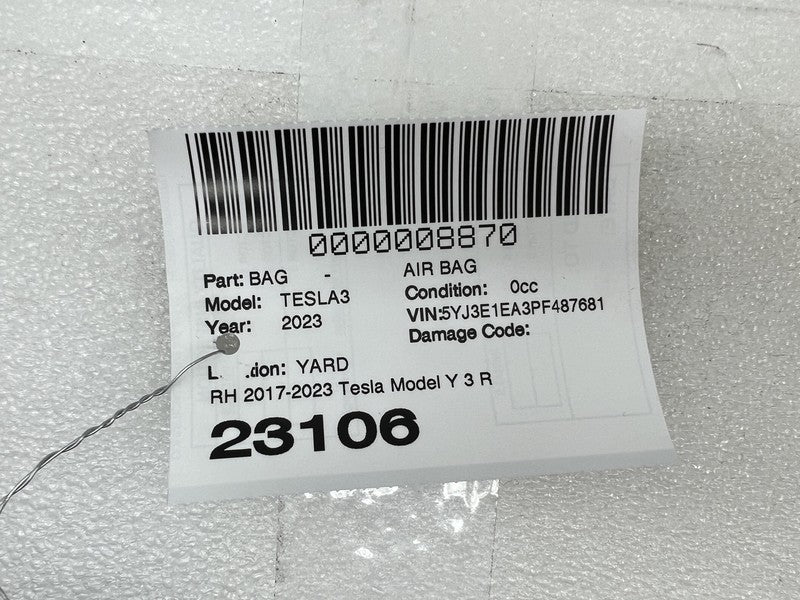 0000008870
Part: BAG - AIR BAG
Model: TESLA3 Condition: 0cc
Year: 2023 VIN:5YJ3E1EA3PF487681
Damage Code:
YARD
RH 2017-2023 Tesla Model Y 3 R
23106